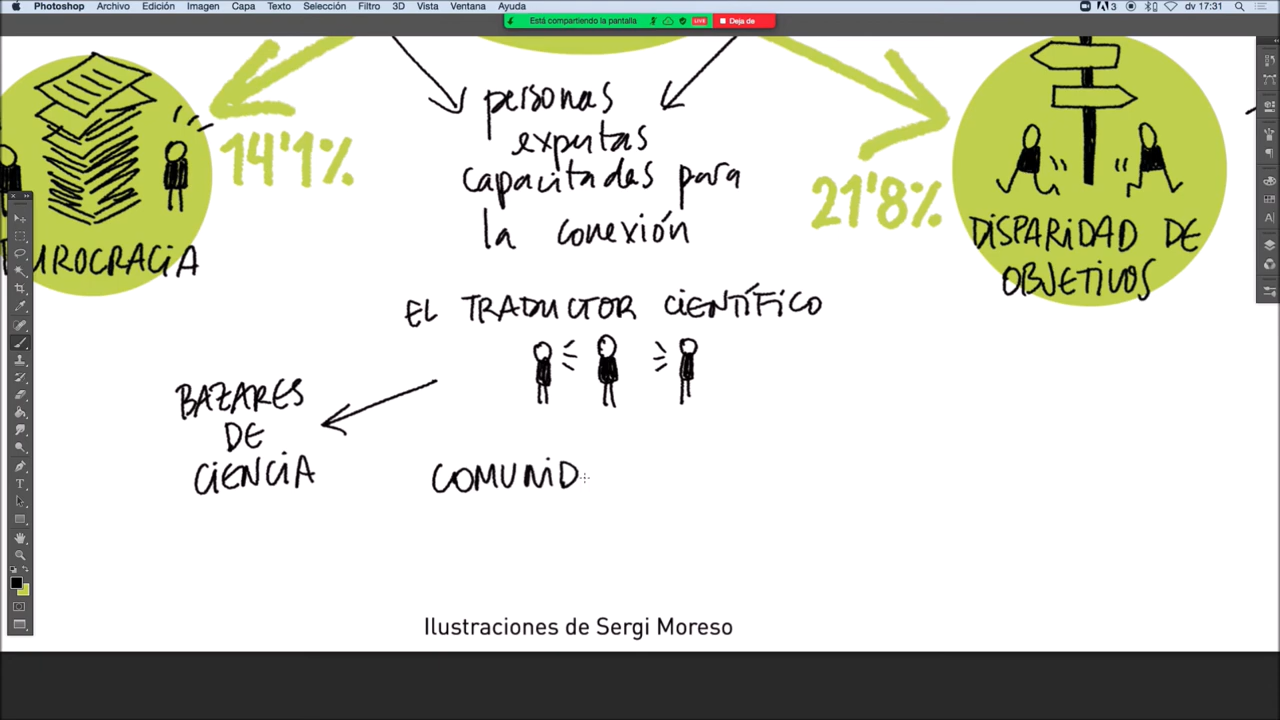 Photoshop Archivo Edición Imagen Capa Texto Selección Filtro 3D Vista Ventana Ayuda 3 dv 17:31
Está compartiendo la pantalla LIVE Deja de
personas
expertas
capacitadas para
la conexión
14'1%
21'8%
UROCRACIA
DISPARIDAD DE
OBJETIVOS
EL TRADUCTOR CIENTÍFICO
BAZARES
DE
CIENCIA
COMUNID
Ilustraciones de Sergi Moreso